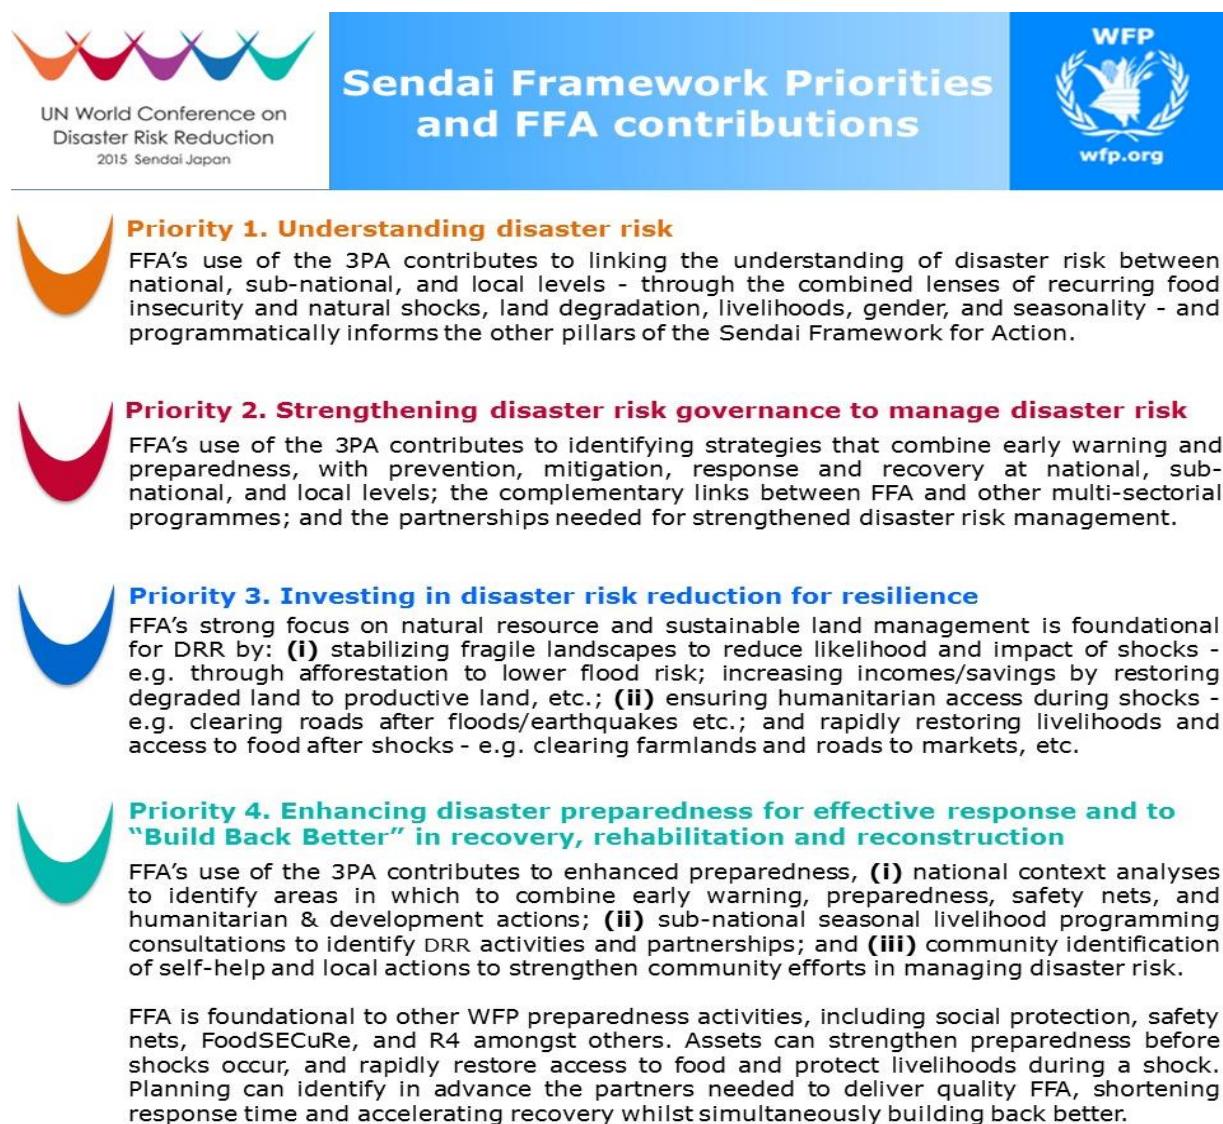 UN World Conference on
Disaster Risk Reduction
2015 Sendai Japan
Sendai Framework Priorities
and FFA contributions
WFP
wfp.org
Priority 1. Understanding disaster risk
FFA’s use of the 3PA contributes to linking the understanding of disaster risk between
national, sub-national, and local levels - through the combined lenses of recurring food
insecurity and natural shocks, land degradation, livelihoods, gender, and seasonality - and
programmatically informs the other pillars of the Sendai Framework for Action.
Priority 2. Strengthening disaster risk governance to manage disaster risk
FFA’s use of the 3PA contributes to identifying strategies that combine early warning and
preparedness, with prevention, mitigation, response and recovery at national, sub-
national, and local levels; the complementary links between FFA and other multi-sectorial
programmes; and the partnerships needed for strengthened disaster risk management.
Priority 3. Investing in disaster risk reduction for resilience
FFA’s strong focus on natural resource and sustainable land management is foundational
for DRR by: (i) stabilizing fragile landscapes to reduce likelihood and impact of shocks -
e.g. through afforestation to lower flood risk; increasing incomes/savings by restoring
degraded land to productive land, etc.; (ii) ensuring humanitarian access during shocks -
e.g. clearing roads after floods/earthquakes etc.; and rapidly restoring livelihoods and
access to food after shocks - e.g. clearing farmlands and roads to markets, etc.
Priority 4. Enhancing disaster preparedness for effective response and to
“Build Back Better” in recovery, rehabilitation and reconstruction
FFA’s use of the 3PA contributes to enhanced preparedness, (i) national context analyses
to identify areas in which to combine early warning, preparedness, safety nets, and
humanitarian & development actions; (ii) sub-national seasonal livelihood programming
consultations to identify DRR activities and partnerships; and (iii) community identification
of self-help and local actions to strengthen community efforts in managing disaster risk.
FFA is foundational to other WFP preparedness activities, including social protection, safety
nets, FoodSECuRe, and R4 amongst others. Assets can strengthen preparedness before
shocks occur, and rapidly restore access to food and protect livelihoods during a shock.
Planning can identify in advance the partners needed to deliver quality FFA, shortening
response time and accelerating recovery whilst simultaneously building back better.